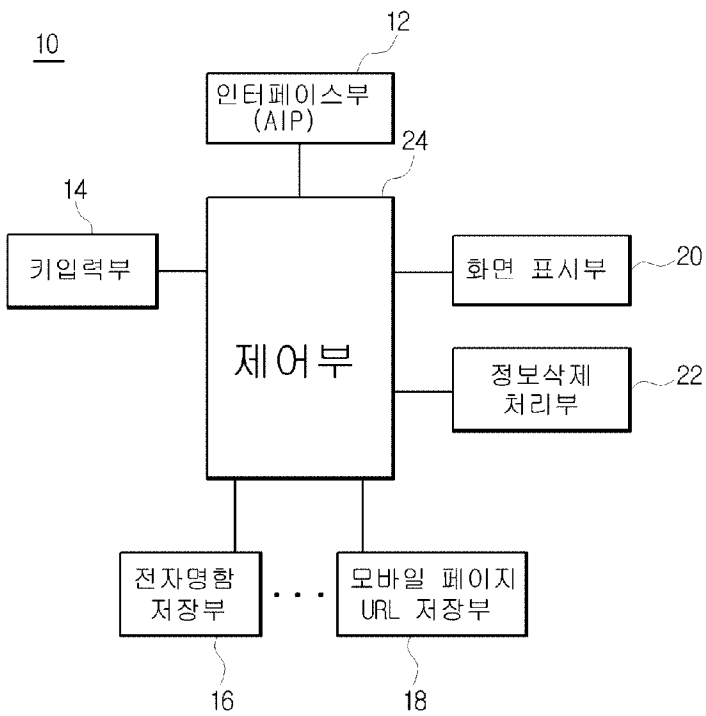 10
12
인터페이스부
(AIP)
24
14
키입력부
화면 표시부
20
제어부
정보삭제
처리부
22
전자명함
저장부
...
모바일 페이지
URL 저장부
16
18